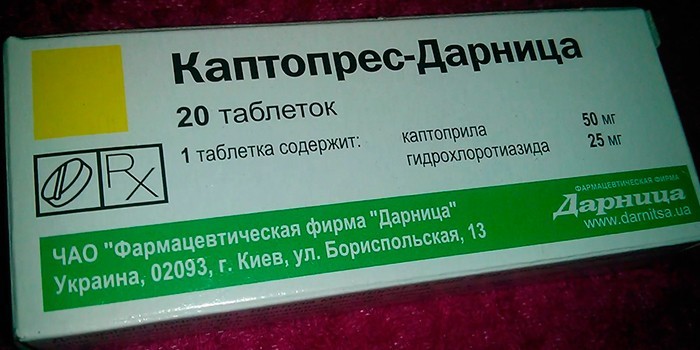 Каптопрес-Дарница
20 таблеток
1 таблетка содержит: каптоприла 50 мг
гидрохлоротиазида 25 мг
Rx
ФАРМАЦЕВТИЧЕСКАЯ ФИРМА
Дарница
www.darnitsa.ua
ЧАО "Фармацевтическая фирма "Дарница"
Украина, 02093, г. Киев, ул. Бориспольская, 13